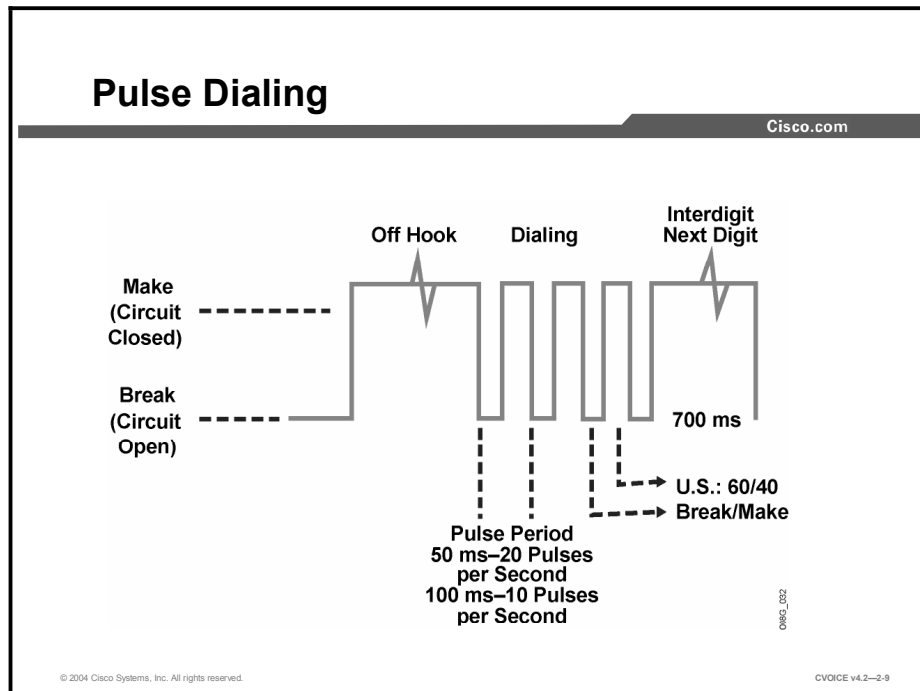 Pulse Dialing
Cisco.com
Off Hook
Dialing
Interdigit
Next Digit
Make
(Circuit
Closed)
Break
(Circuit
Open)
700 ms
U.S.: 60/40
Break/Make
Pulse Period
50 ms–20 Pulses
per Second
100 ms–10 Pulses
per Second
OI8G_032
© 2004 Cisco Systems, Inc. All rights reserved.
CVOICE v4.2—2-9